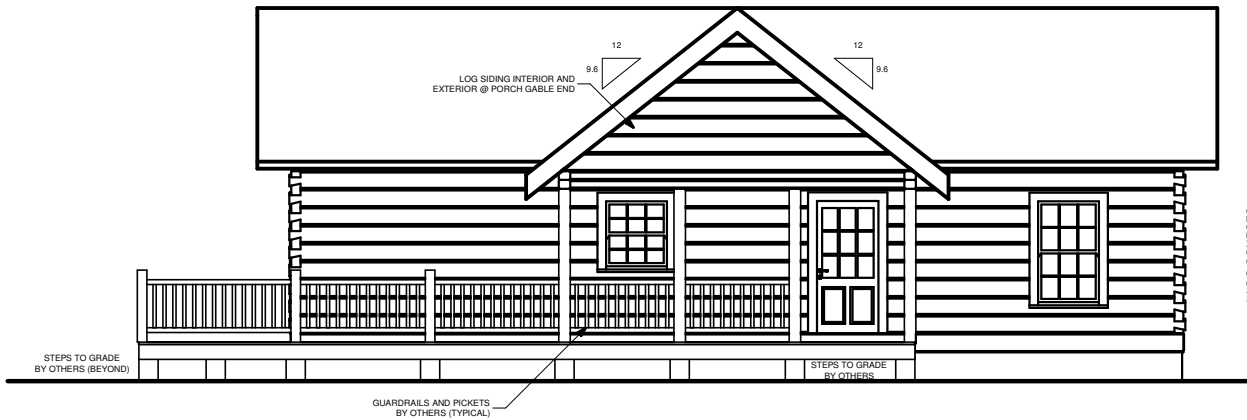 12
9.6
12
9.6
LOG SIDING INTERIOR AND
EXTERIOR @ PORCH GABLE END
STEPS TO GRADE
BY OTHERS (BEYOND)
STEPS TO GRADE
BY OTHERS
GUARDRAILS AND PICKETS
BY OTHERS (TYPICAL)